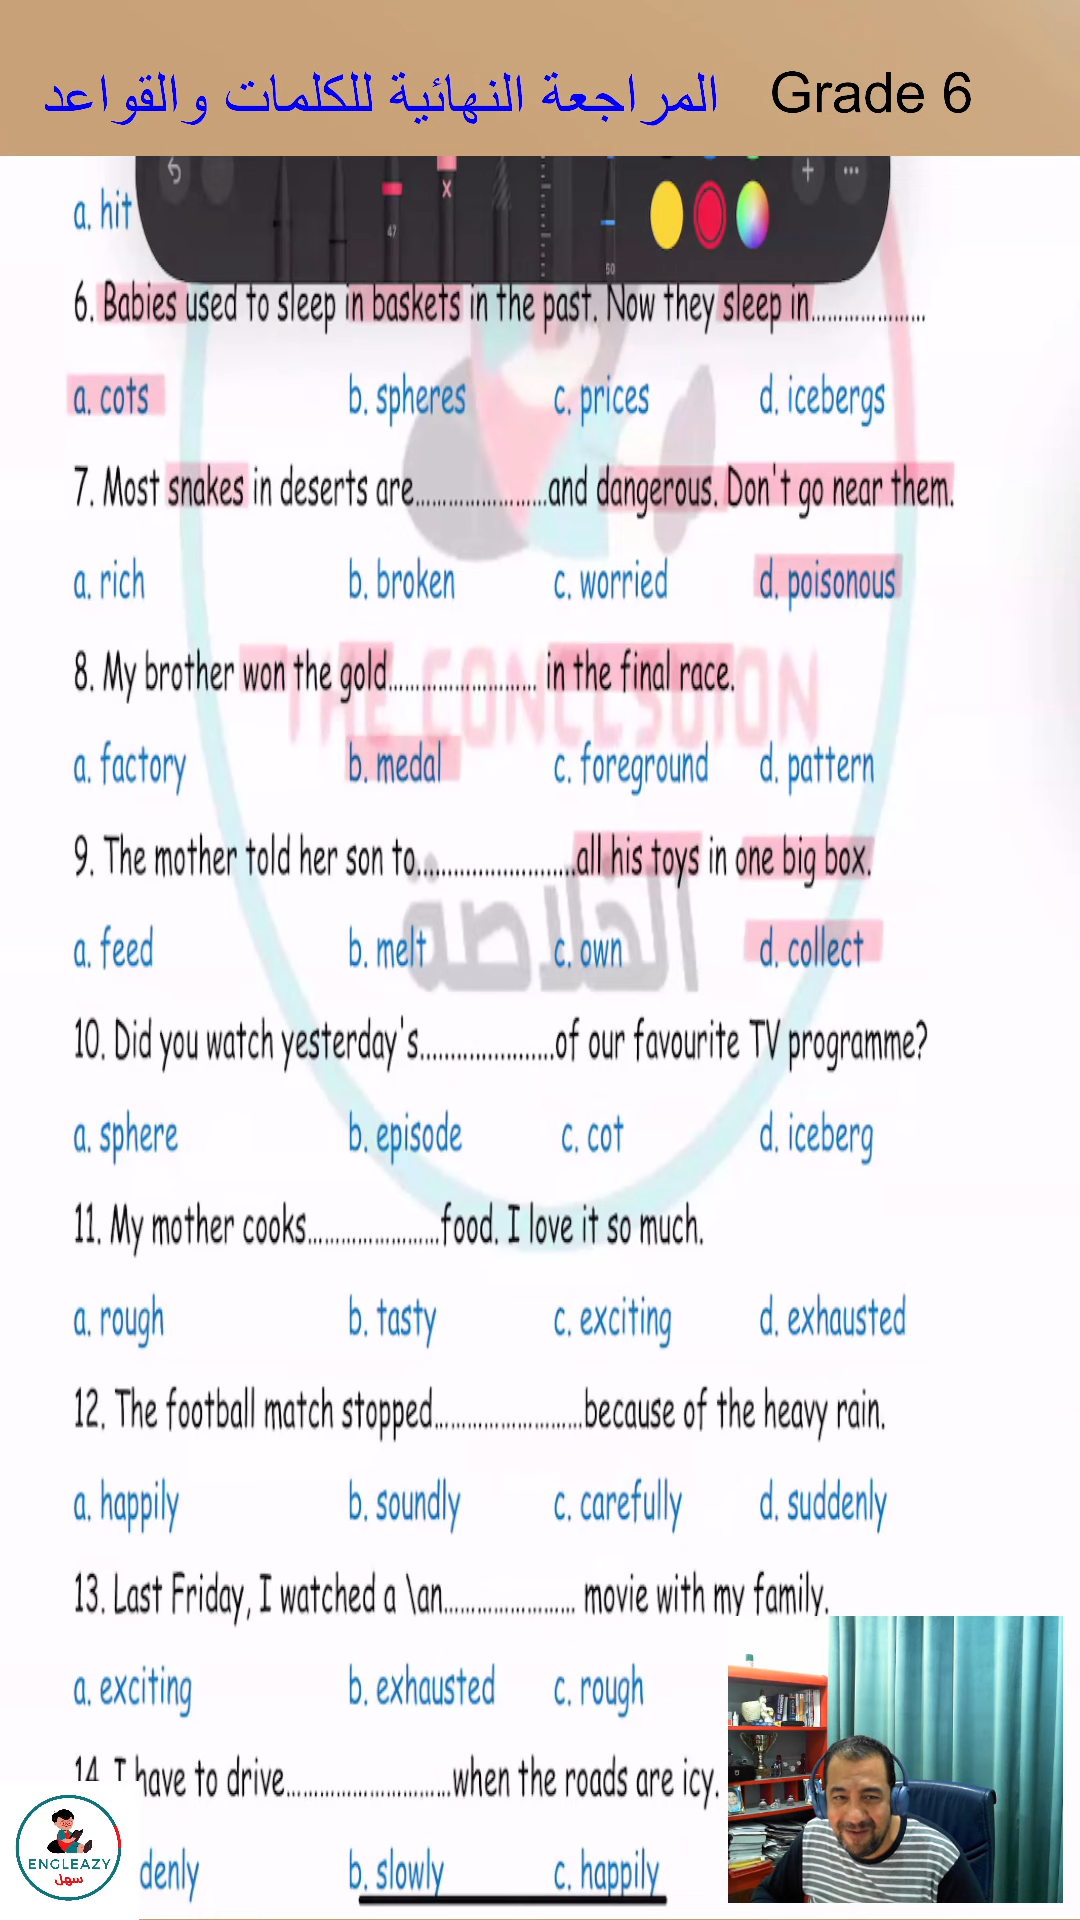 المراجعة النهائية للكلمات والقواعد Grade 6
47
50
a. hit
6. Babies used to sleep in baskets in the past. Now they sleep in.....................
a. cots b. spheres c. prices d. icebergs
7. Most snakes in deserts are........................and dangerous. Don't go near them.
a. rich b. broken c. worried d. poisonous
8. My brother won the gold........................... in the final race.
a. factory b. medal c. foreground d. pattern
THE CONCLSUION
9. The mother told her son to...........................all his toys in one big box.
الخلاصة
a. feed b. melt c. own d. collect
10. Did you watch yesterday's.......................of our favourite TV programme?
a. sphere b. episode c. cot d. iceberg
11. My mother cooks........................food. I love it so much.
a. rough b. tasty c. exciting d. exhausted
12. The football match stopped...........................because of the heavy rain.
a. happily b. soundly c. carefully d. suddenly
13. Last Friday, I watched a \an........................ movie with my family.
a. exciting b. exhausted c. rough
14. I have to drive..............................when the roads are icy.
denly b. slowly c. happily
ENGLEAZY
سهل